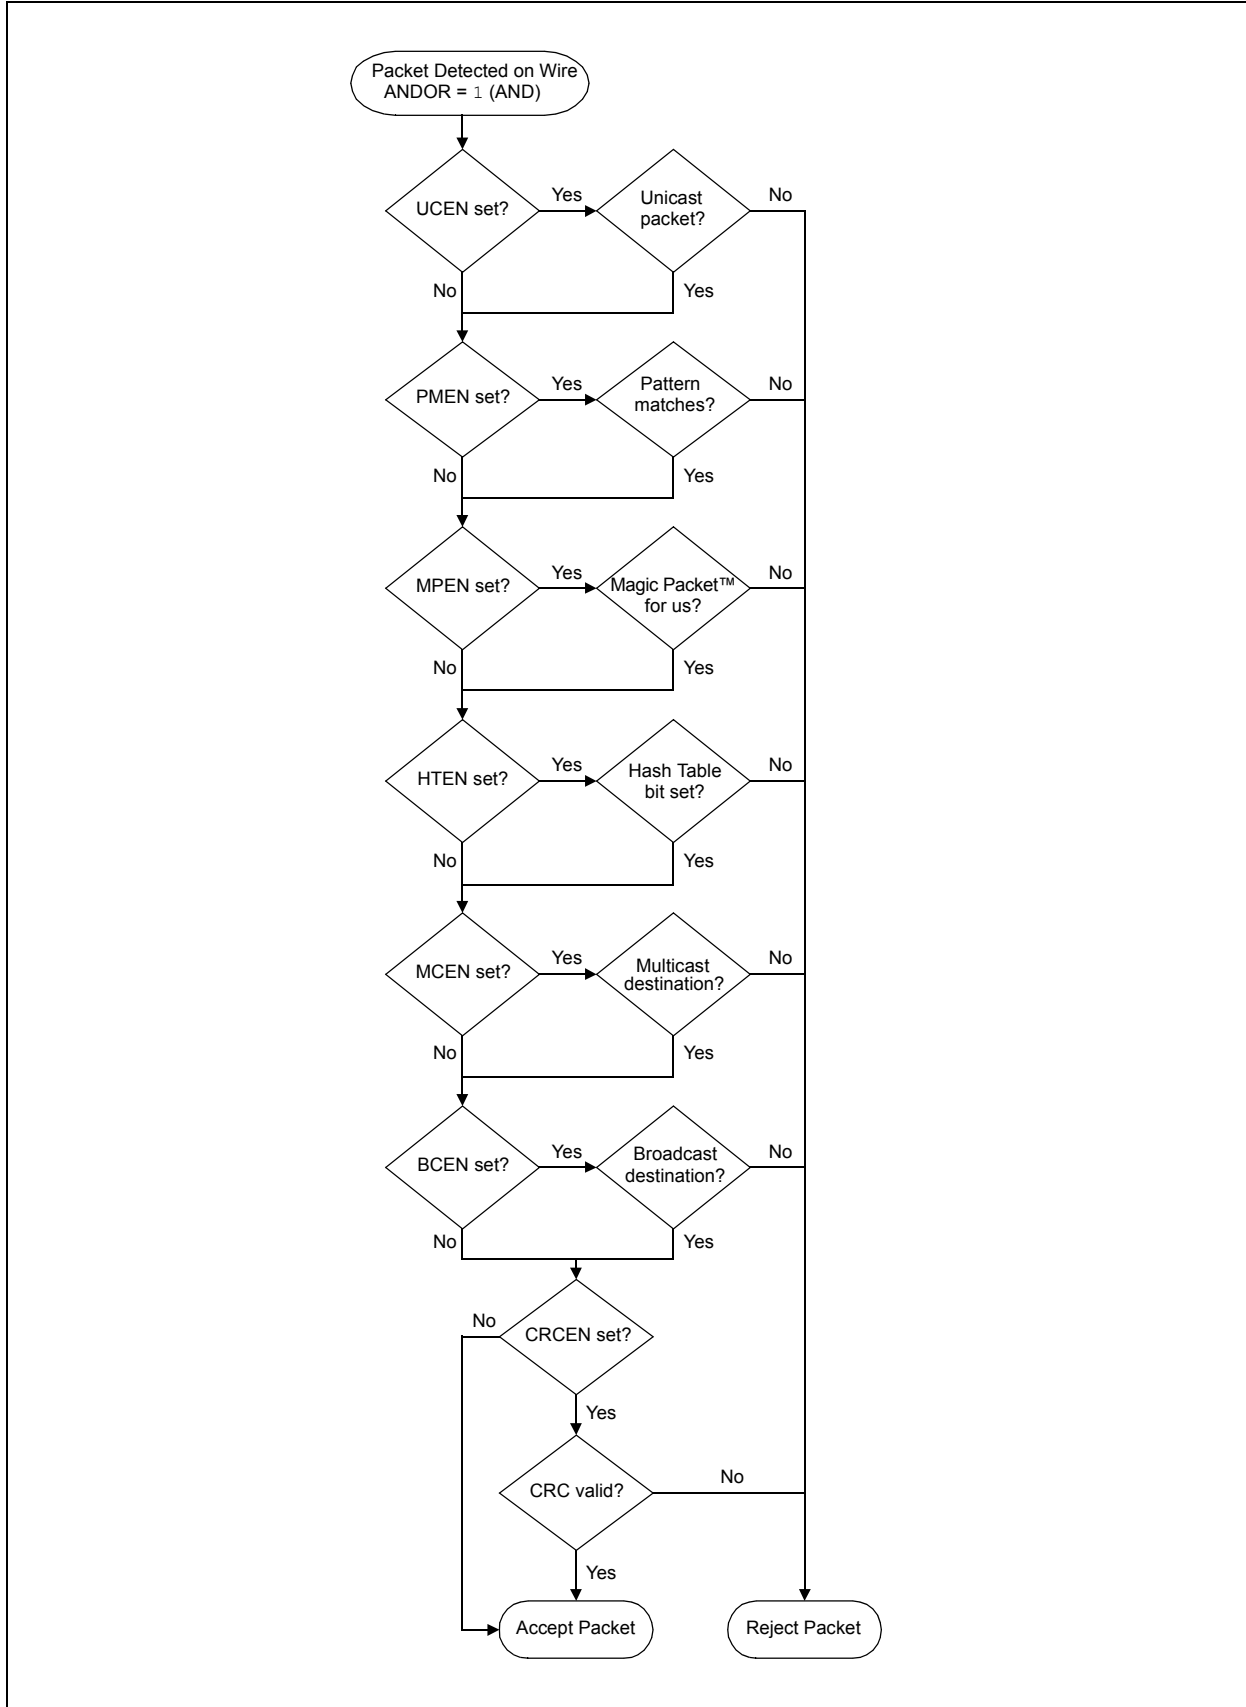 Packet Detected on Wire
ANDOR = 1 (AND)
UCEN set?
Yes
Unicast
packet?
No
No
Yes
PMEN set?
Yes
Pattern
matches?
No
No
Yes
MPEN set?
Yes
Magic Packet™
for us?
No
No
Yes
HTEN set?
Yes
Hash Table
bit set?
No
No
Yes
MCEN set?
Yes
Multicast
destination?
No
No
Yes
BCEN set?
Yes
Broadcast
destination?
No
No
Yes
No
CRCEN set?
Yes
CRC valid?
No
Yes
Accept Packet
Reject Packet